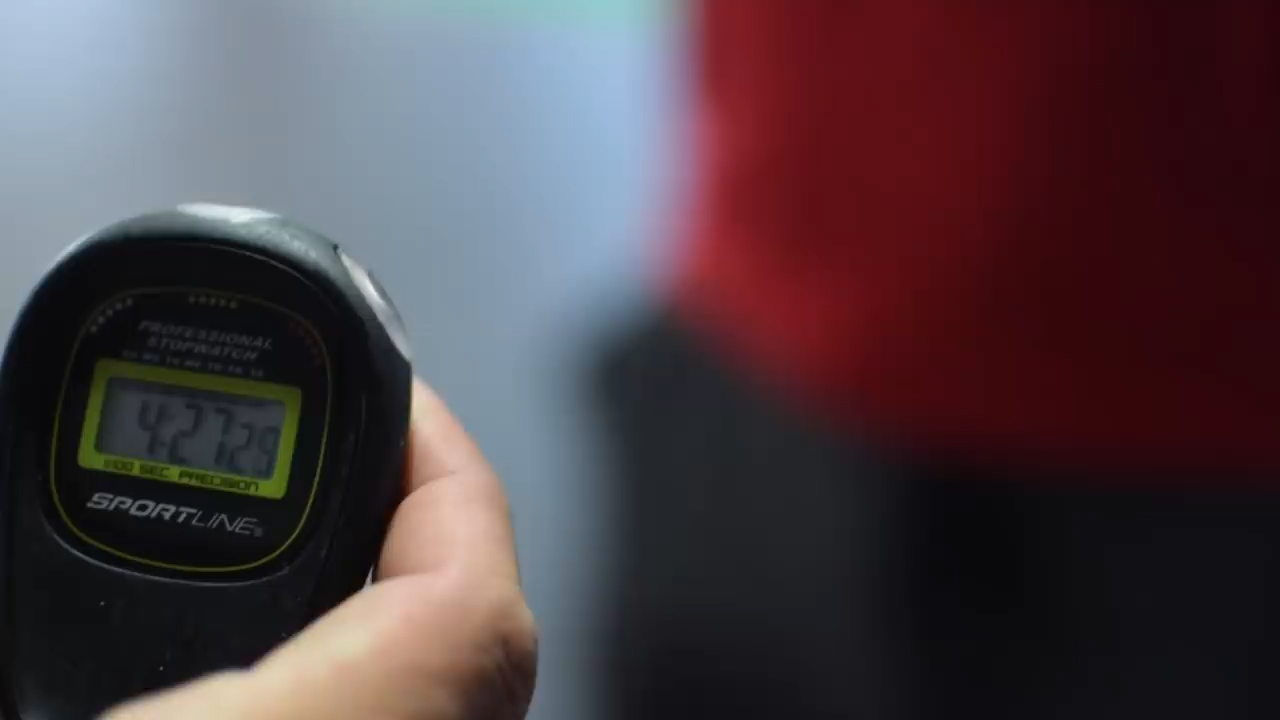 PROFESSIONAL
STOPWATCH
4:27 29
1/100 SEC. PRECISION
SPORTLINE